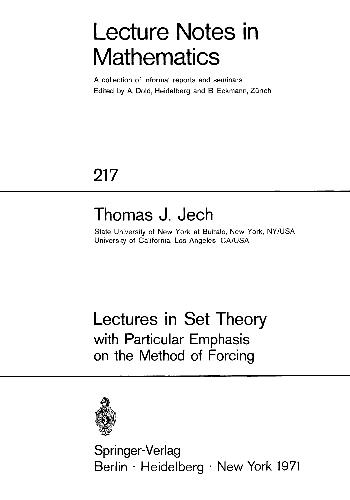 Lecture Notes in
Mathematics
A collection of informal reports and seminars
Edited by A. Dold, Heidelberg and B. Eckmann, Zürich
217
Thomas J. Jech
State University of New York at Buffalo, New York, NY/USA
University of California, Los Angeles, CA/USA
Lectures in Set Theory
with Particular Emphasis
on the Method of Forcing
Springer-Verlag
Berlin · Heidelberg · New York 1971